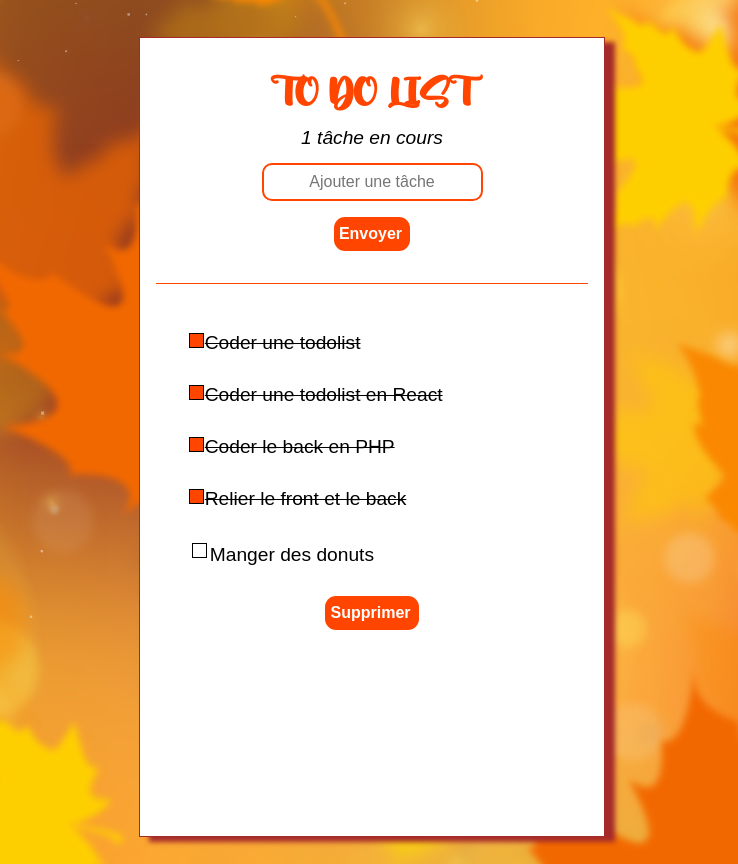 TO DO LIST
1 tâche en cours
Ajouter une tâche
Envoyer
Coder une todolist
Coder une todolist en React
Coder le back en PHP
Relier le front et le back
Manger des donuts
Supprimer